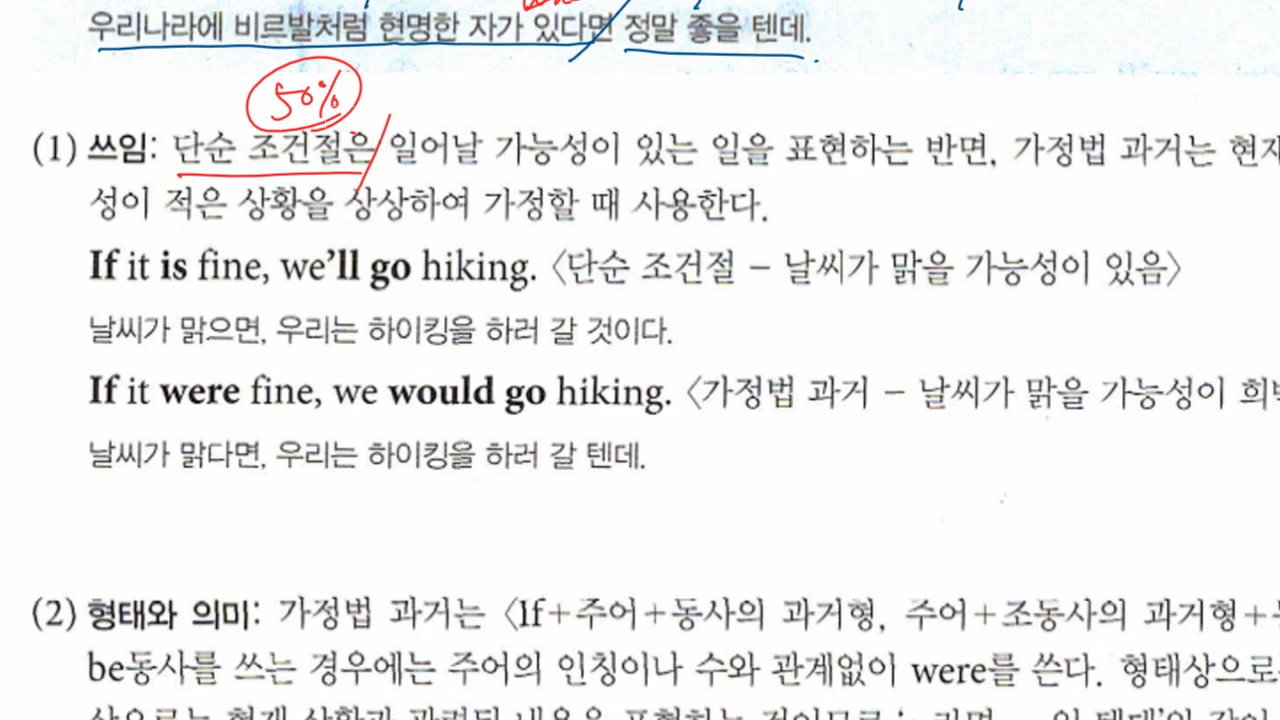 우리나라에 비르발처럼 현명한 자가 있다면 정말 좋을 텐데.
50%
(1) 쓰임: 단순 조건절은 일어날 가능성이 있는 일을 표현하는 반면, 가정법 과거는 현재
성이 적은 상황을 상상하여 가정할 때 사용한다.
If it is fine, we'll go hiking. 〈단순 조건절 – 날씨가 맑을 가능성이 있음〉
날씨가 맑으면, 우리는 하이킹을 하러 갈 것이다.
If it were fine, we would go hiking. 〈가정법 과거 – 날씨가 맑을 가능성이
날씨가 맑다면, 우리는 하이킹을 하러 갈 텐데.
(2) 형태와 의미: 가정법 과거는 〈If+주어+동사의 과거형, 주어+조동사의 과거형+
be동사를 쓰는 경우에는 주어의 인칭이나 수와 관계없이 were를 쓴다. 형태상으로